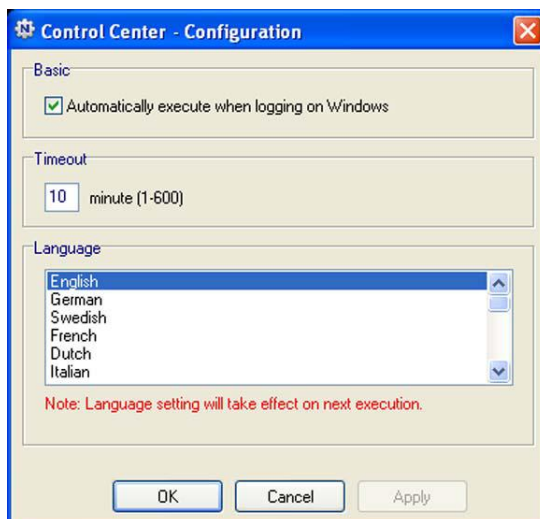 Control Center - Configuration
Basic
Automatically execute when logging on Windows
Timeout
10 minute (1-600)
Language
English
German
Swedish
French
Dutch
Italian
Note: Language setting will take effect on next execution.
OK Cancel Apply